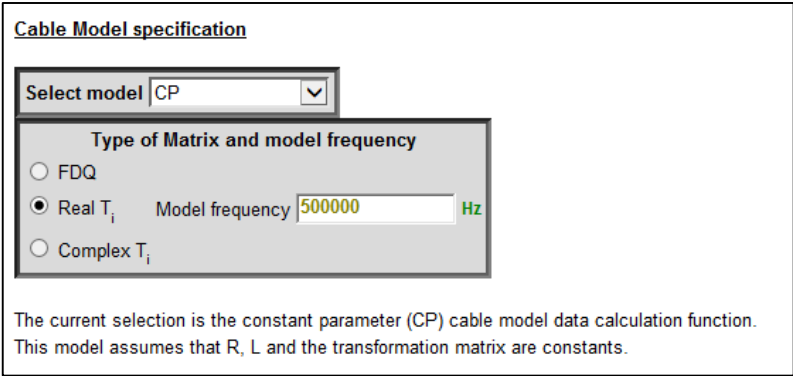 Cable Model specification
Select model CP
Type of Matrix and model frequency
FDQ
Real Ti Model frequency 500000 Hz
Complex Ti
The current selection is the constant parameter (CP) cable model data calculation function.
This model assumes that R, L and the transformation matrix are constants.